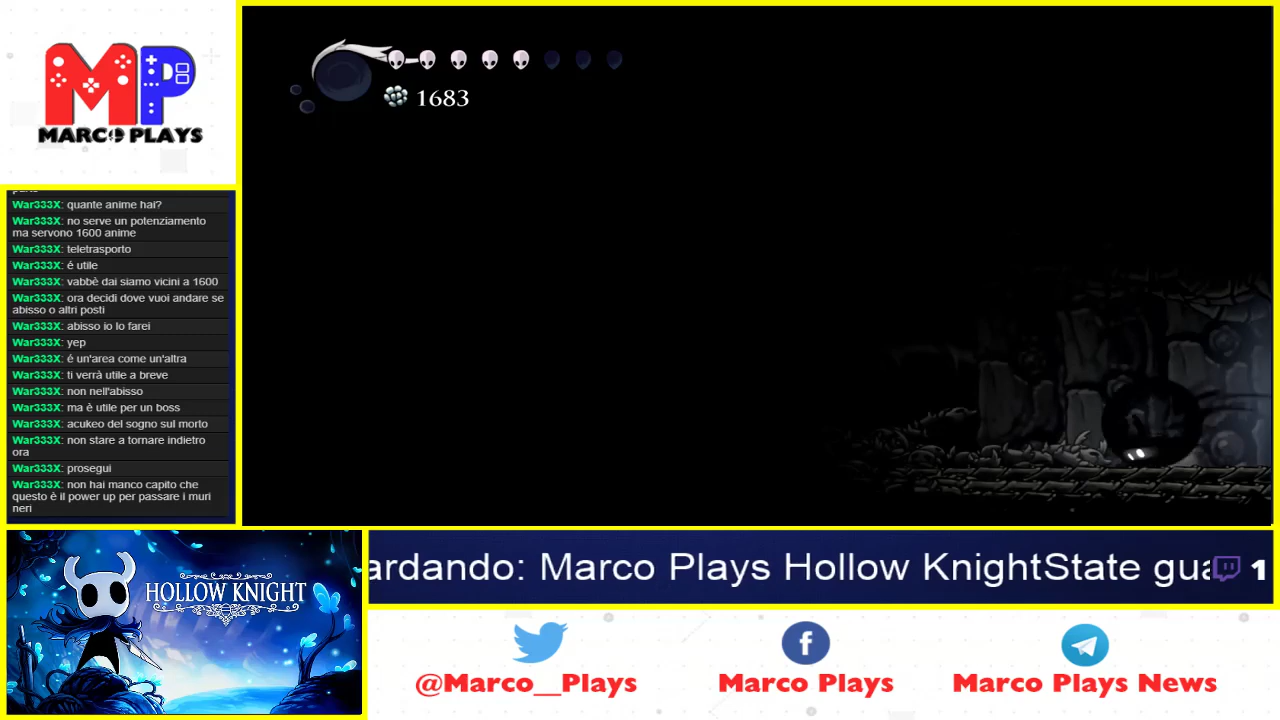 MP
MARCO PLAYS
1683
War333X: quante anime hai?
War333X: no serve un potenziamento
ma servono 1600 anime
War333X: teletrasporto
War333X: é utile
War333X: vabbè dai siamo vicini a 1600
War333X: ora decidi dove vuoi andare se
abisso o altri posti
War333X: abisso io lo farei
War333X: yep
War333X: é un'area come un'altra
War333X: ti verrà utile a breve
War333X: non nell'abisso
War333X: ma è utile per un boss
War333X: acukeo del sogno sul morto
War333X: non stare a tornare indietro
ora
War333X: prosegui
War333X: non hai manco capito che
questo è il power up per passare i muri
neri
HOLLOW KNIGHT
ardando: Marco Plays Hollow KnightState gua
1
@Marco__Plays
Marco Plays
Marco Plays News